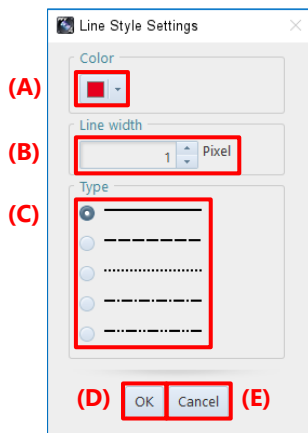 Line Style Settings
Color
(A)
Line width
(B)
1 Pixel
Type
(C)
(D) OK Cancel (E)